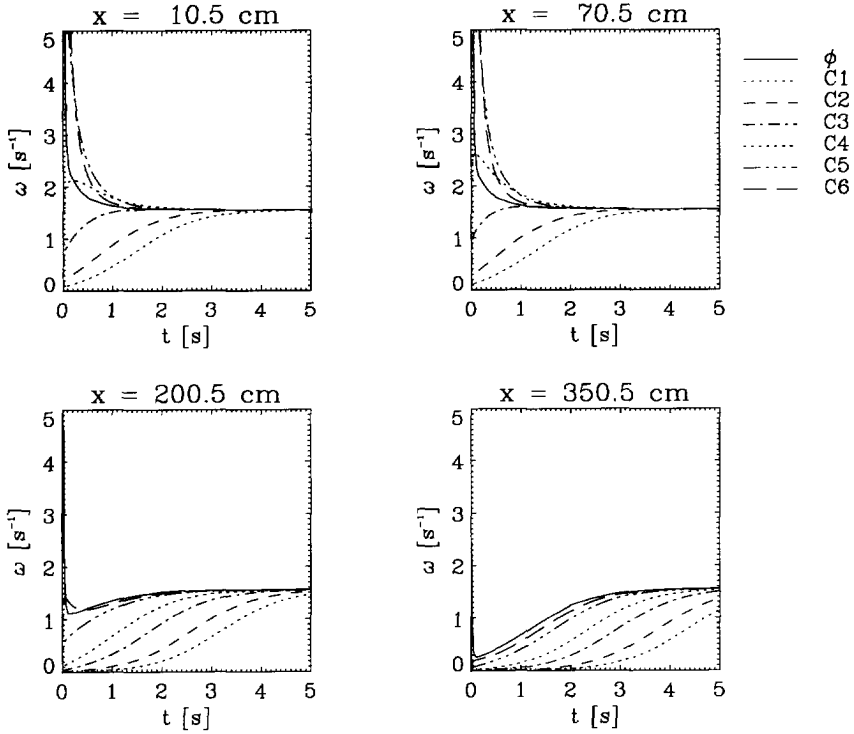 x = 10.5 cm
5
4
3
2
1
0
ω [s⁻¹]
0 1 2 3 4 5
t [s]
x = 70.5 cm
5
4
3
2
1
0
ω [s⁻¹]
0 1 2 3 4 5
t [s]
ϕ
C1
C2
C3
C4
C5
C6
x = 200.5 cm
5
4
3
2
1
0
ω [s⁻¹]
0 1 2 3 4 5
t [s]
x = 350.5 cm
5
4
3
2
1
0
ω [s⁻¹]
0 1 2 3 4 5
t [s]